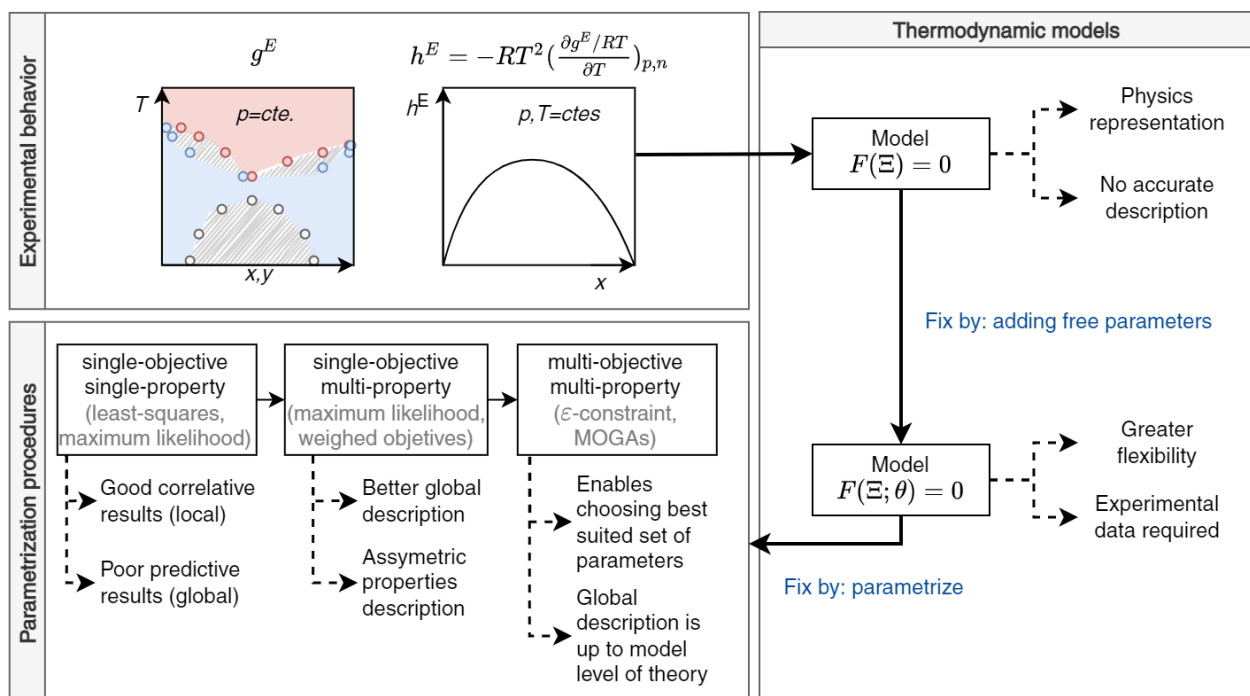 Experimental behavior
g^E
h^E = −RT^2(∂g^E/RT / ∂T)_{p,n}
T
p=cte.
x,y
h^E
p,T=ctes
x
Thermodynamic models
Model
F(Ξ) = 0
Physics
representation
No accurate
description
Fix by: adding free parameters
Model
F(Ξ; θ) = 0
Greater
flexibility
Experimental
data required
Fix by: parametrize
Parametrization procedures
single-objective
single-property
(least-squares,
maximum likelihood)
Good correlative
results (local)
Poor predictive
results (global)
single-objective
multi-property
(maximum likelihood,
weighed objetives)
Better global
description
Assymetric
properties
description
multi-objective
multi-property
(ε-constraint,
MOGAs)
Enables
choosing best
suited set of
parameters
Global
description is
up to model
level of theory